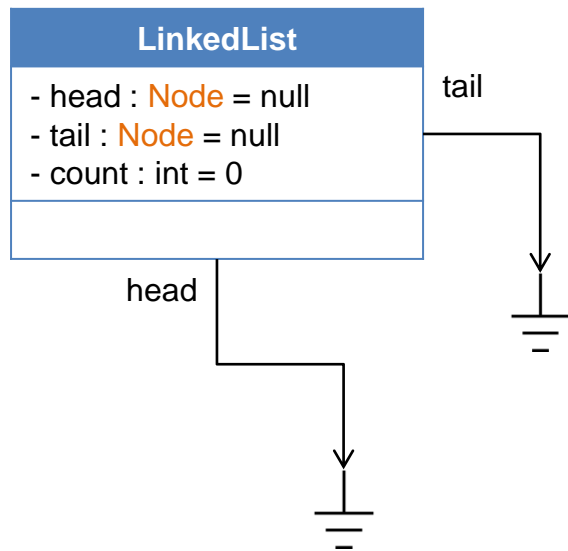 LinkedList
- head : Node = null
- tail : Node = null
- count : int = 0
tail
head